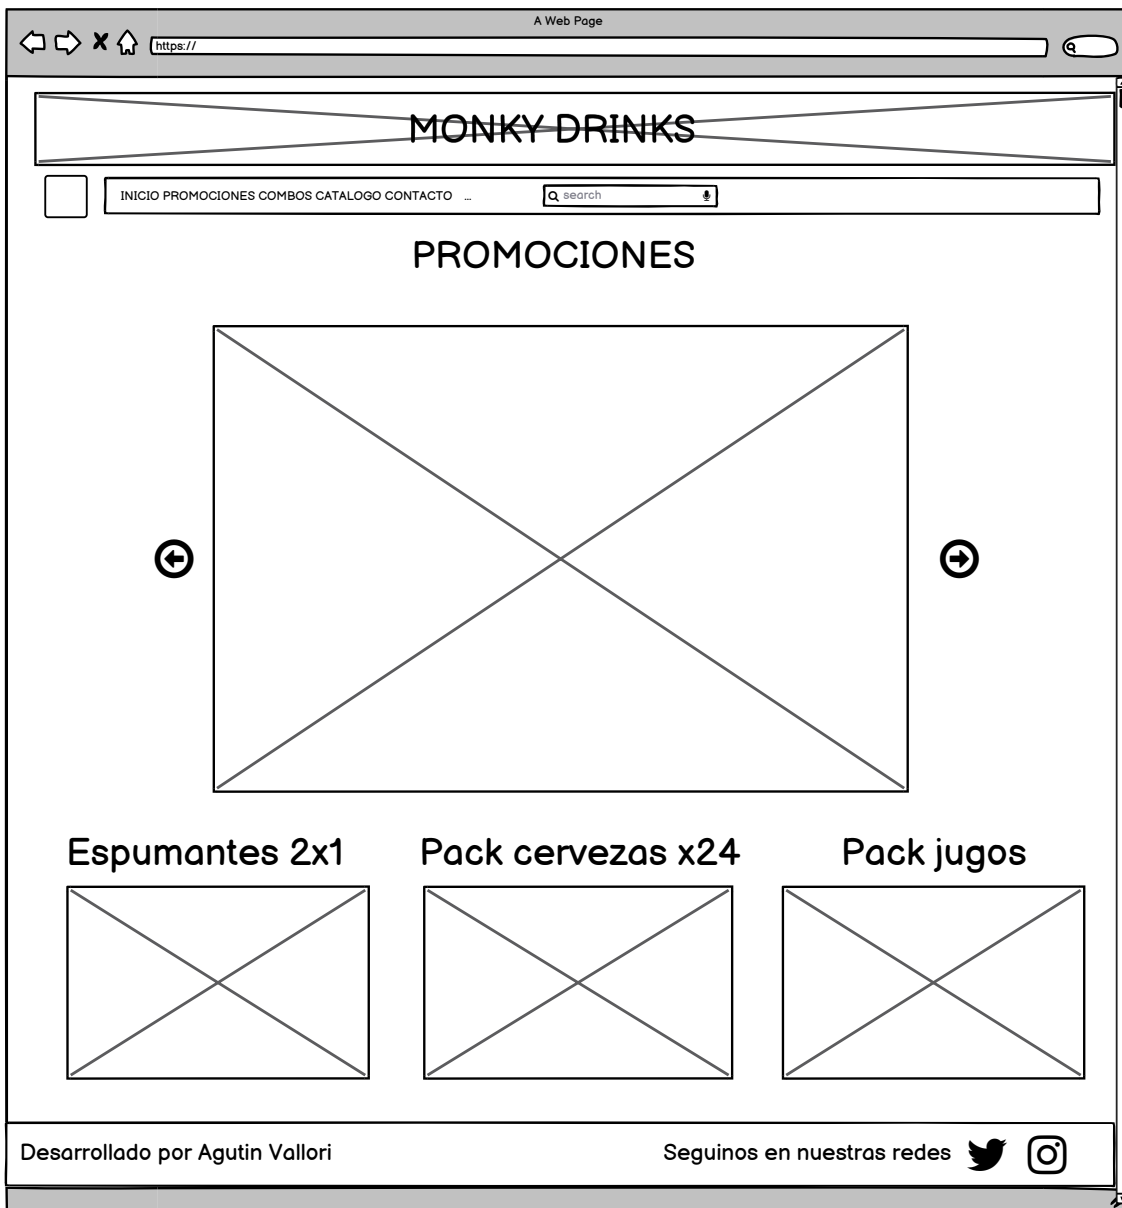 A Web Page
https://
MONKY DRINKS
INICIO PROMOCIONES COMBOS CATALOGO CONTACTO ...
search
PROMOCIONES
Espumantes 2x1
Pack cervezas x24
Pack jugos
Desarrollado por Agutin Vallori
Seguinos en nuestras redes